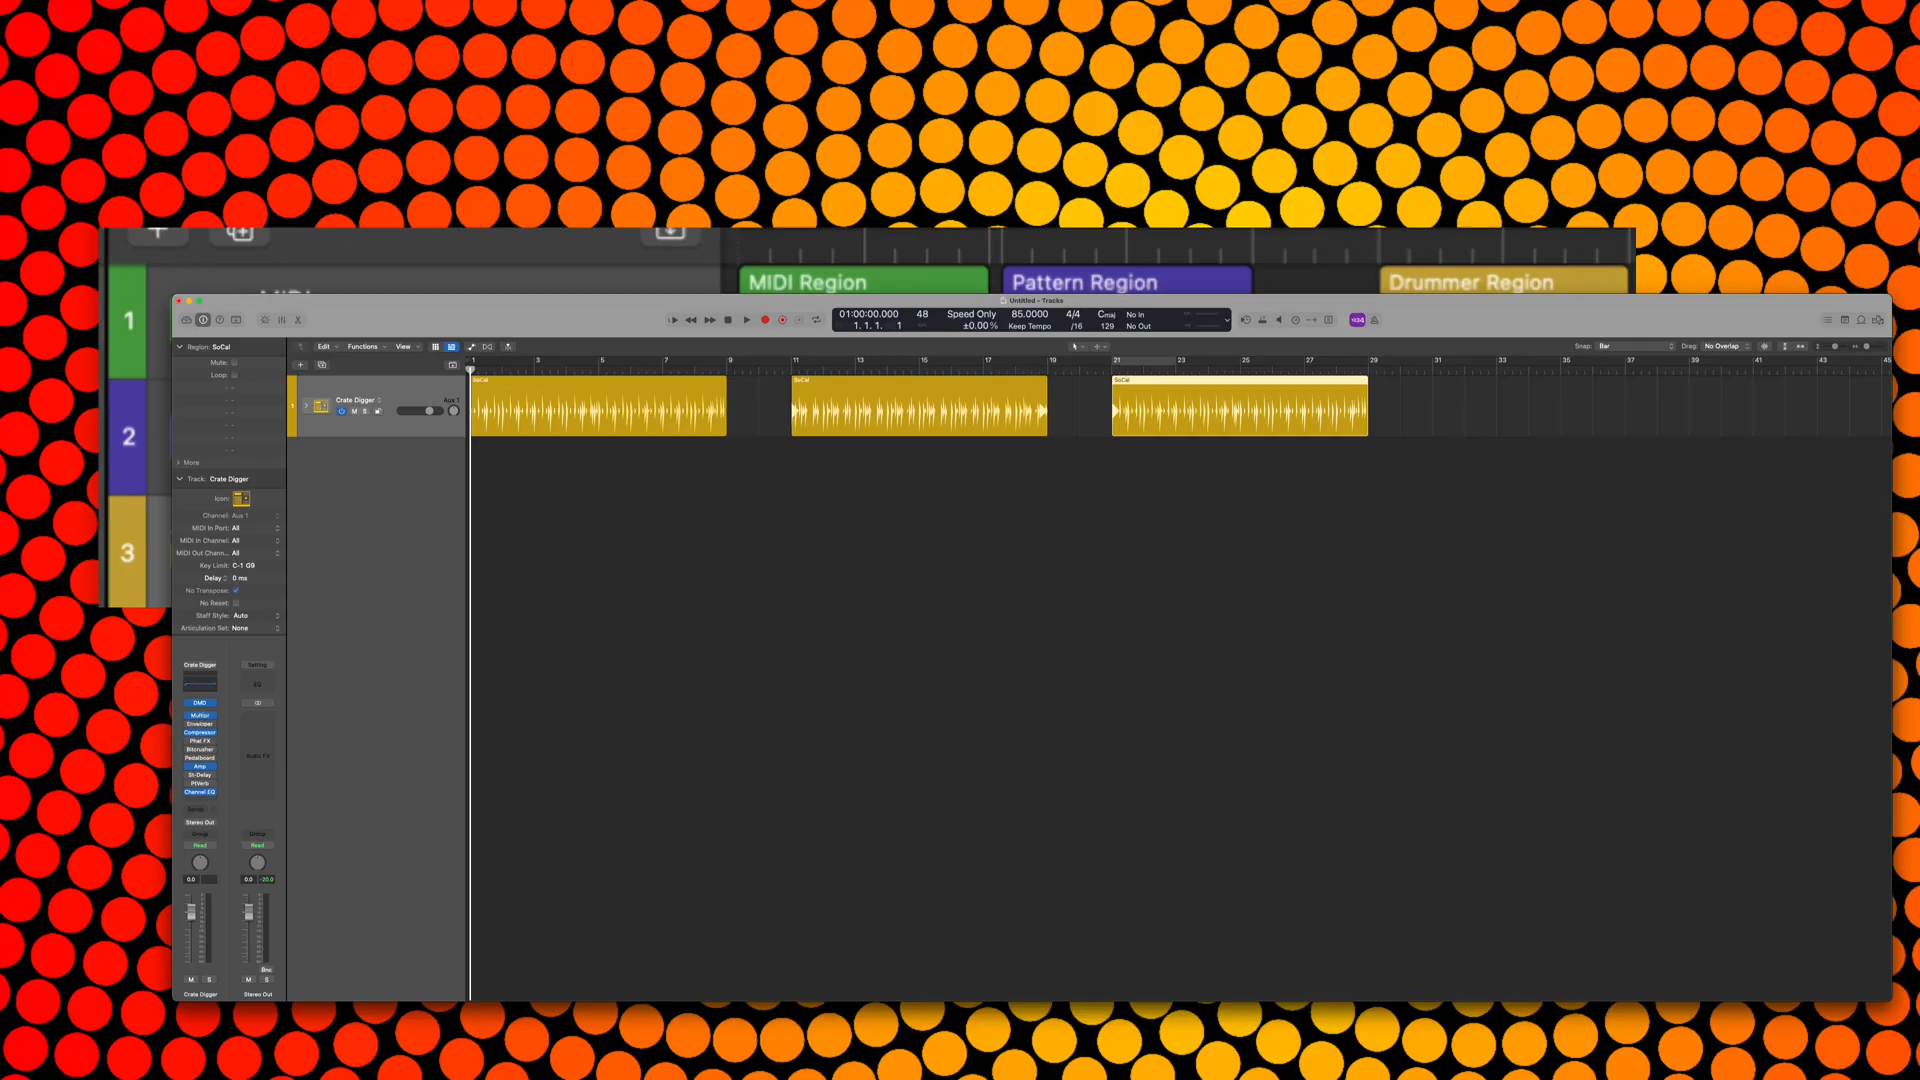 MIDI Region
Pattern Region
Drummer Region
1
2
3
Untitled - Tracks
01:00:00.000
1. 1. 1. 1
48
Speed Only
±0.00%
85.0000
Keep Tempo
4/4
/16
Cmaj
129
No In
No Out
1234
Region: SoCal
Mute:
Loop:
More
Edit
Functions
View
Snap: Bar
Drag: No Overlap
1 3 5 7 9 11 13 15 17 19 21 23 25 27 29 31 33 35 37 39 41 43 45
1
Crate Digger
Aux 1
M S
SoCal
SoCal
SoCal
Track: Crate Digger
Icon:
Channel: Aux 1
MIDI In Port: All
MIDI In Channel: All
MIDI Out Chann... All
Key Limit: C-1 G9
Delay 0 ms
No Transpose:
No Reset:
Staff Style: Auto
Articulation Set: None
Crate Digger
Setting
EQ
DMD
Multipr
Enveloper
Compressor
Phat FX
Bitcrusher
Pedalboard
Amp
St-Delay
PtVerb
Channel EQ
Audio FX
Sends
Stereo Out
Group
Group
Read
Read
0.0
0.0 -20.0
Bnc
M S
M S
Crate Digger
Stereo Out